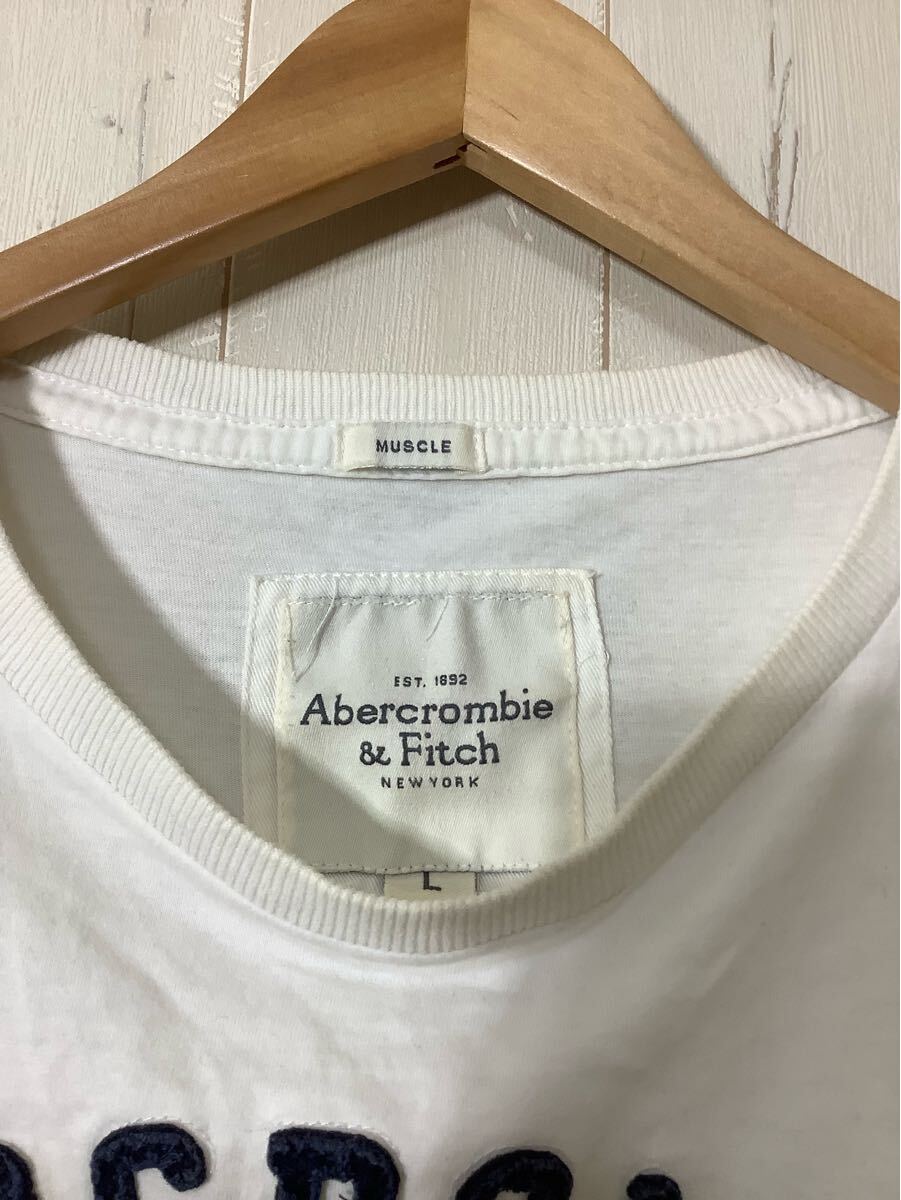 MUSCLE
EST. 1892
Abercrombie
& Fitch
NEW YORK
L